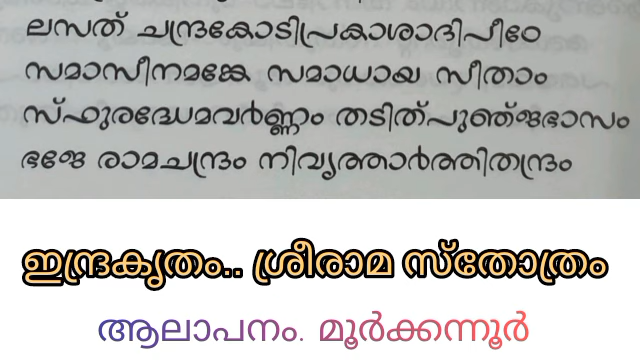 ലസത് ചന്ദ്രകോടിപ്രകാശാദിപീഠേ
സമാസീനമങ്കേ സമാധായ സീതാം
സ്ഫുരദ്ധേമവർണ്ണം തടിത്പുഞ്ജഭാസം
ഭജേ രാമചന്ദ്രം നിവൃത്താർത്തിതന്ദ്രം
ഇന്ദ്രകൃതം.. ശ്രീരാമ സ്തോത്രം
ആലാപനം. മൂർക്കന്നൂർ